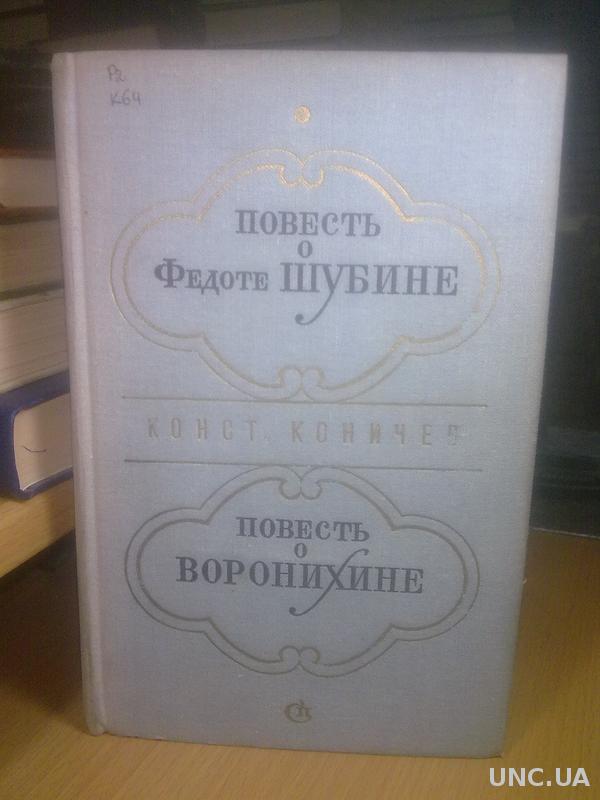 Р2
К64
ПОВЕСТЬ
О
ФЕДОТЕ ШУБИНЕ
КОНСТ. КОНИЧЕВ
ПОВЕСТЬ
О
ВОРОНИХИНЕ
UNC.UA